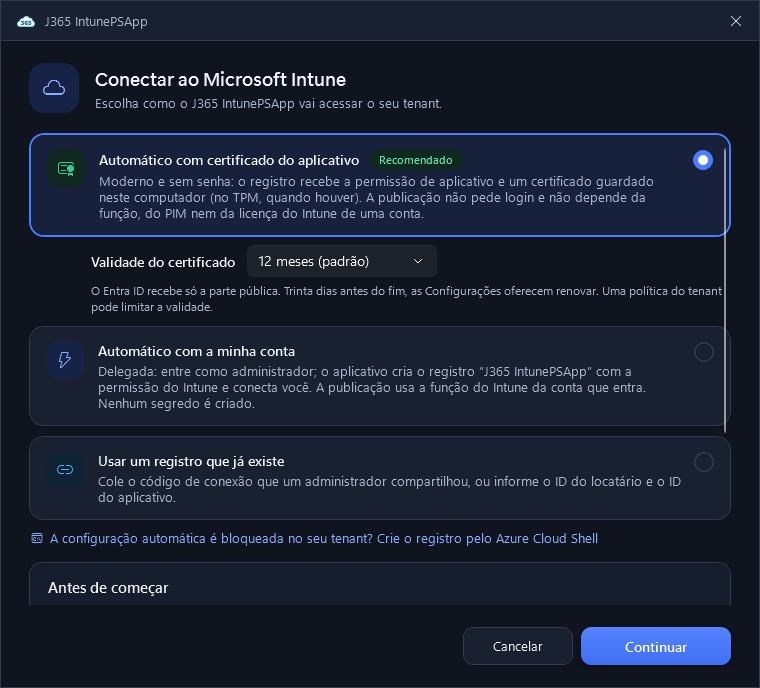 365
J365 IntunePSApp
Conectar ao Microsoft Intune
Escolha como o J365 IntunePSApp vai acessar o seu tenant.
Automático com certificado do aplicativo
Recomendado
Moderno e sem senha: o registro recebe a permissão de aplicativo e um certificado guardado
neste computador (no TPM, quando houver). A publicação não pede login e não depende da
função, do PIM nem da licença do Intune de uma conta.
Validade do certificado
12 meses (padrão)
O Entra ID recebe só a parte pública. Trinta dias antes do fim, as Configurações oferecem renovar. Uma política do tenant
pode limitar a validade.
Automático com a minha conta
Delegada: entre como administrador; o aplicativo cria o registro “J365 IntunePSApp” com a
permissão do Intune e conecta você. A publicação usa a função do Intune da conta que entra.
Nenhum segredo é criado.
Usar um registro que já existe
Cole o código de conexão que um administrador compartilhou, ou informe o ID do locatário e o ID
do aplicativo.
A configuração automática é bloqueada no seu tenant? Crie o registro pelo Azure Cloud Shell
Antes de começar
Cancelar
Continuar